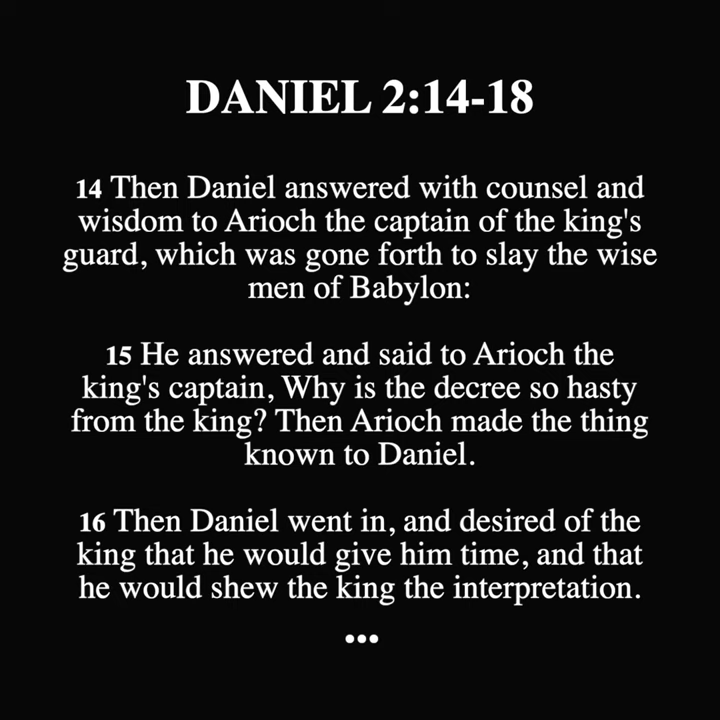 DANIEL 2:14-18
14 Then Daniel answered with counsel and
wisdom to Arioch the captain of the king's
guard, which was gone forth to slay the wise
men of Babylon:
15 He answered and said to Arioch the
king's captain, Why is the decree so hasty
from the king? Then Arioch made the thing
known to Daniel.
16 Then Daniel went in, and desired of the
king that he would give him time, and that
he would shew the king the interpretation.
...